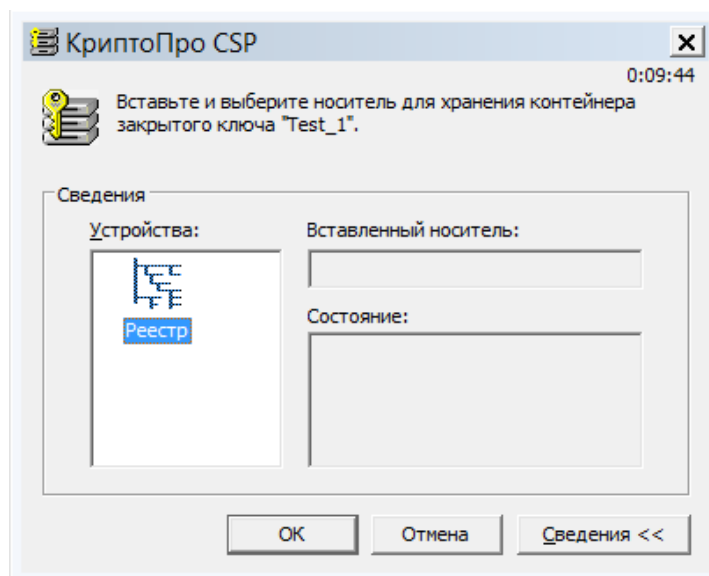 КриптоПро CSP
0:09:44
Вставьте и выберите носитель для хранения контейнера
закрытого ключа "Test_1".
Сведения
Устройства:
Вставленный носитель:
Реестр
Состояние:
OK
Отмена
Сведения <<